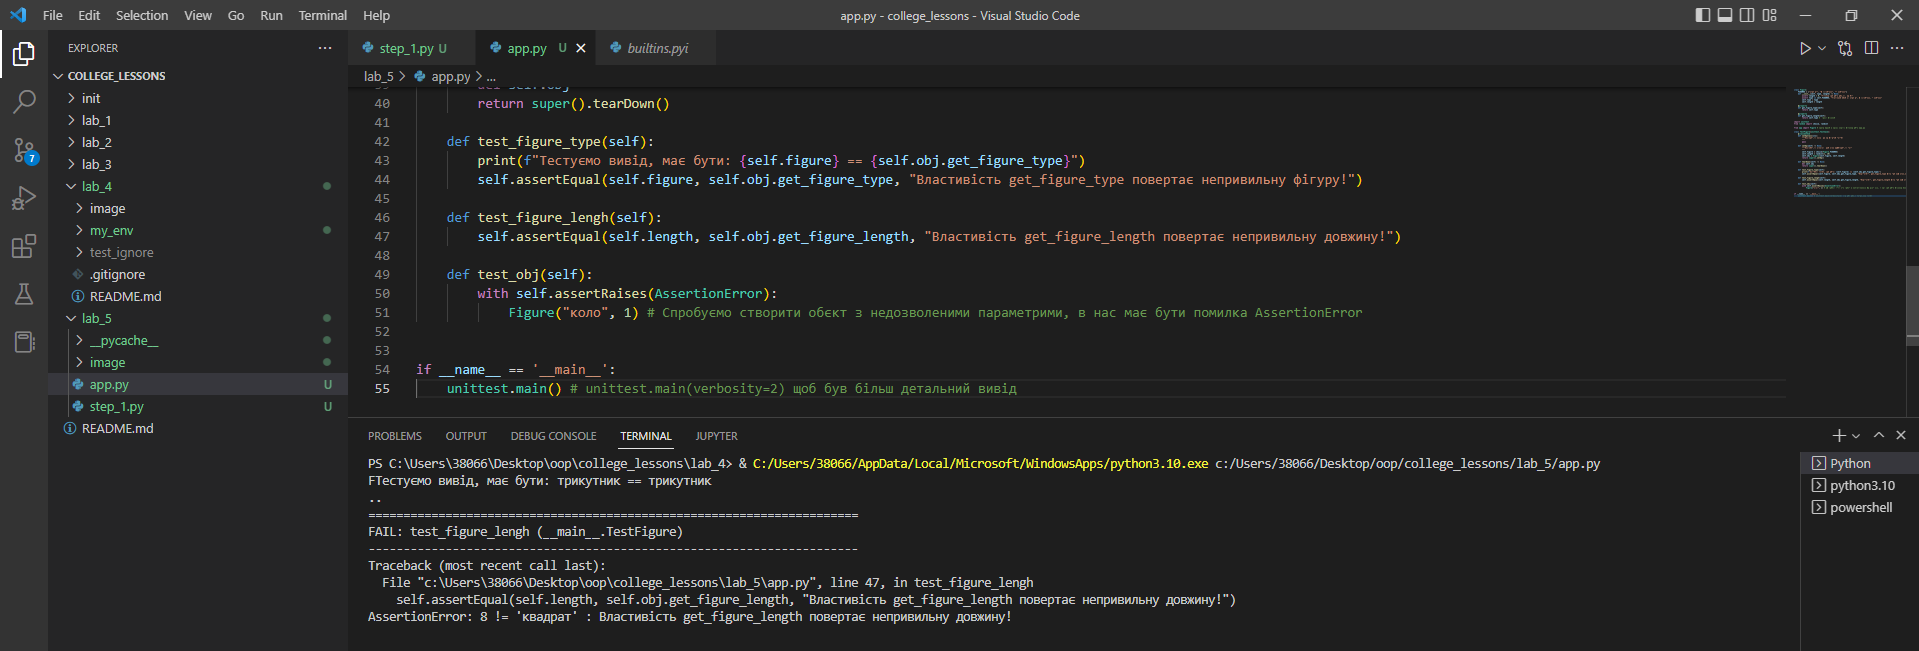 File Edit Selection View Go Run Terminal Help
app.py - college_lessons - Visual Studio Code
EXPLORER
COLLEGE_LESSONS
init
lab_1
lab_2
lab_3
lab_4
image
my_env
test_ignore
.gitignore
README.md
lab_5
__pycache__
image
app.py U
step_1.py U
README.md
7
step_1.py U
app.py U
builtins.pyi
lab_5 > app.py > ...
40 return super().tearDown()
41
42 def test_figure_type(self):
43 print(f"Тестуємо вивід, має бути: {self.figure} == {self.obj.get_figure_type}")
44 self.assertEqual(self.figure, self.obj.get_figure_type, "Властивість get_figure_type повертає непривильну фігуру!")
45
46 def test_figure_lengh(self):
47 self.assertEqual(self.length, self.obj.get_figure_length, "Властивість get_figure_length повертає непривильну довжину!")
48
49 def test_obj(self):
50 with self.assertRaises(AssertionError):
51 Figure("коло", 1) # Спробуємо створити обєкт з недозволеними параметрими, в нас має бути помилка AssertionError
52
53
54 if __name__ == '__main__':
55 unittest.main() # unittest.main(verbosity=2) щоб був більш детальний вивід
PROBLEMS OUTPUT DEBUG CONSOLE TERMINAL JUPYTER
PS C:\Users\38066\Desktop\oop\college_lessons\lab_4> & C:/Users/38066/AppData/Local/Microsoft/WindowsApps/python3.10.exe c:/Users/38066/Desktop/oop/college_lessons/lab_5/app.py
FТестуємо вивід, має бути: трикутник == трикутник
..
======================================================================
FAIL: test_figure_lengh (__main__.TestFigure)
----------------------------------------------------------------------
Traceback (most recent call last):
File "c:\Users\38066\Desktop\oop\college_lessons\lab_5\app.py", line 47, in test_figure_lengh
self.assertEqual(self.length, self.obj.get_figure_length, "Властивість get_figure_length повертає непривильну довжину!")
AssertionError: 8 != 'квадрат' : Властивість get_figure_length повертає непривильну довжину!
Python
python3.10
powershell